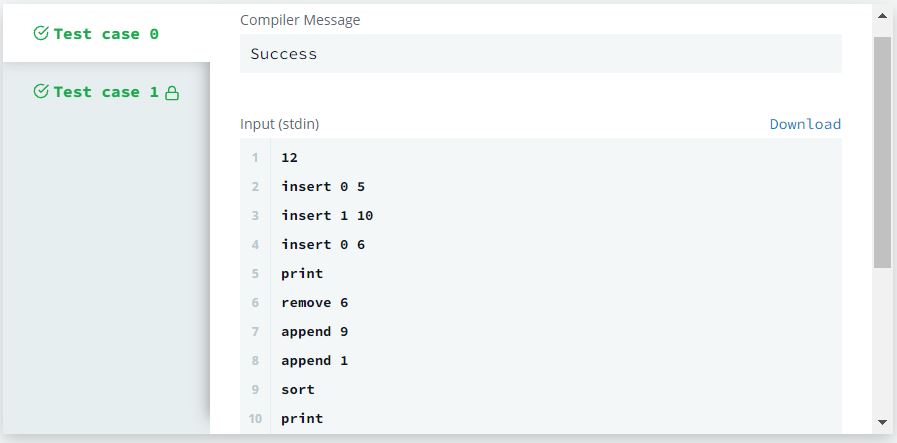 Test case 0
Test case 1
Compiler Message
Success
Input (stdin) Download
1 12
2 insert 0 5
3 insert 1 10
4 insert 0 6
5 print
6 remove 6
7 append 9
8 append 1
9 sort
10 print